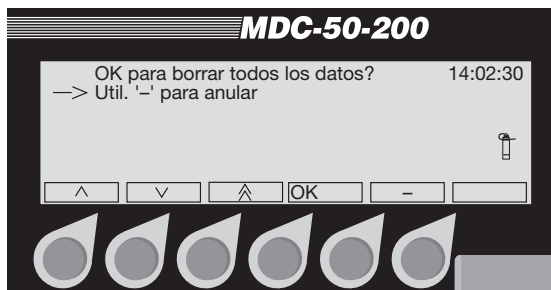 MDC-50-200
OK para borrar todos los datos? 14:02:30
—> Util. '–' para anular
OK –